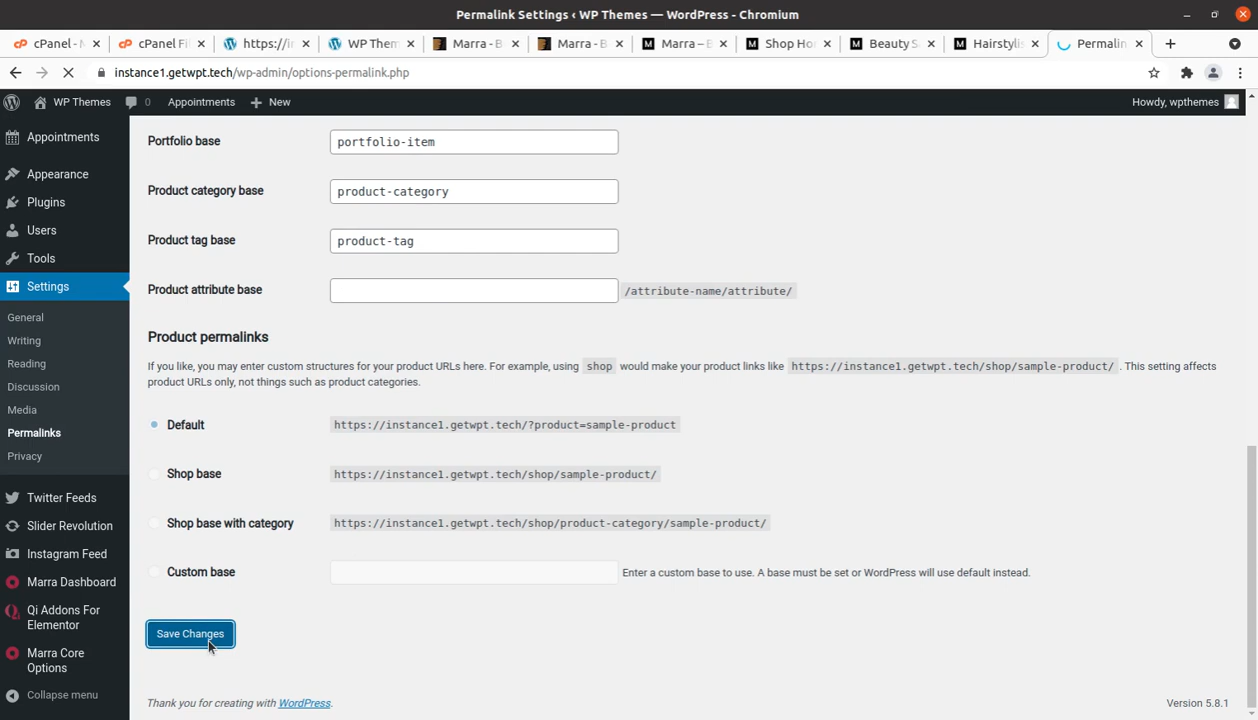 Permalink Settings ‹ WP Themes — WordPress - Chromium
cPanel - M
cPanel Fi
https://i
WP Them
Marra - B
Marra - B
Marra – B
Shop Ho
Beauty S
Hairstyli
Permalin
instance1.getwpt.tech/wp-admin/options-permalink.php
WP Themes 0 Appointments New Howdy, wpthemes
Appointments
Appearance
Plugins
Users
Tools
Settings
General
Writing
Reading
Discussion
Media
Permalinks
Privacy
Twitter Feeds
Slider Revolution
Instagram Feed
Marra Dashboard
Qi Addons For
Elementor
Marra Core
Options
Collapse menu
Portfolio base portfolio-item
Product category base product-category
Product tag base product-tag
Product attribute base /attribute-name/attribute/
Product permalinks
If you like, you may enter custom structures for your product URLs here. For example, using shop would make your product links like https://instance1.getwpt.tech/shop/sample-product/ . This setting affects
product URLs only, not things such as product categories.
Default https://instance1.getwpt.tech/?product=sample-product
Shop base https://instance1.getwpt.tech/shop/sample-product/
Shop base with category https://instance1.getwpt.tech/shop/product-category/sample-product/
Custom base Enter a custom base to use. A base must be set or WordPress will use default instead.
Save Changes
Thank you for creating with WordPress. Version 5.8.1